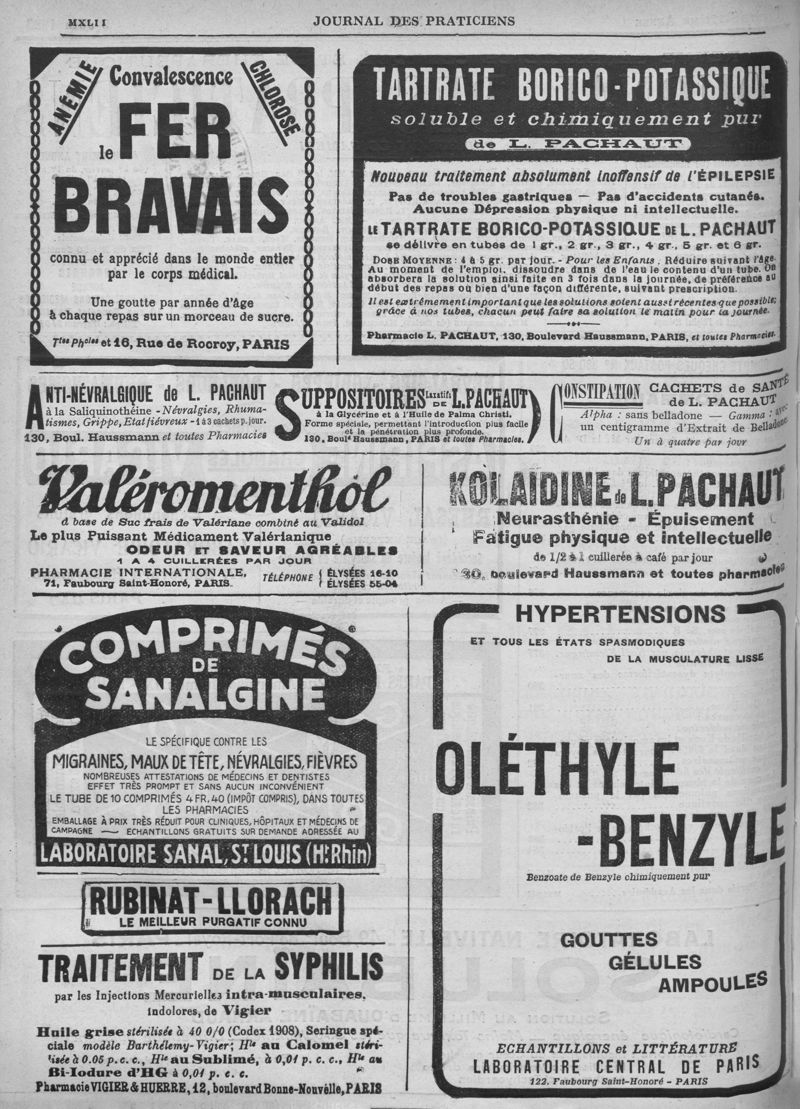 MXLII
JOURNAL DES PRATICIENS
ANÉMIE
CHLOROSE
Convalescence
le FER
BRAVAIS
connu et apprécié dans le monde entier
par le corps médical.
Une goutte par année d'âge
à chaque repas sur un morceau de sucre.
Ttes Phcies et 16, Rue de Rocroy, PARIS
TARTRATE BORICO-POTASSIQUE
soluble et chimiquement pur
de L. PACHAUT
Nouveau traitement absolument inoffensif de l'ÉPILEPSIE
Pas de troubles gastriques — Pas d'accidents cutanés.
Aucune Dépression physique ni intellectuelle.
LE TARTRATE BORICO-POTASSIQUE DE L. PACHAUT
se délivre en tubes de 1 gr., 2 gr., 3 gr., 4 gr., 5 gr. et 6 gr.
DOSE MOYENNE : 4 à 5 gr. par jour. - Pour les Enfants : Réduire suivant l'âge.
Au moment de l'emploi, dissoudre dans de l'eau le contenu d'un tube. On
absorbera la solution ainsi faite en 3 fois dans la journée, de préférence au
début des repas ou bien d'une façon différente, suivant prescription.
Il est extrêmement important que les solutions soient aussi récentes que possible;
grâce à nos tubes, chacun peut faire sa solution le matin pour la journée.
Pharmacie L. PACHAUT, 130, Boulevard Haussmann, PARIS, et toutes Pharmacies.
ANTI-NÉVRALGIQUE de L. PACHAUT
à la Saliquinothéine - Névralgies, Rhuma-
tismes, Grippe, Etat fiévreux - 1 à 3 cachets p. jour.
130, Boul. Haussmann et toutes Pharmacies
SUPPOSITOIRES Laxatifs DE L. PACHAUT
à la Glycérine et à l'Huile de Palma Christi.
Forme spéciale, permettant l'introduction plus facile
et la pénétration plus profonde.
130, Bould Haussmann, PARIS et toutes Pharmacies.
CONSTIPATION CACHETS de SANTÉ
de L. PACHAUT
Alpha : sans belladone — Gamma : avec
un centigramme d'Extrait de Belladone
Un à quatre par jour
Valéromenthol
à base de Suc frais de Valériane combiné au Validol
Le plus Puissant Médicament Valérianique
ODEUR ET SAVEUR AGRÉABLES
1 A 4 CUILLERÉES PAR JOUR
PHARMACIE INTERNATIONALE,
71, Faubourg Saint-Honoré, PARIS.
TÉLÉPHONE { ÉLYSÉES 16-10
ÉLYSÉES 55-04
KOLAIDINE de L. PACHAUT
Neurasthénie - Épuisement
Fatigue physique et intellectuelle
de 1/2 à 1 cuillerée à café par jour
30, boulevard Haussmann et toutes pharmacies
COMPRIMÉS
DE
SANALGINE
LE SPÉCIFIQUE CONTRE LES
MIGRAINES, MAUX DE TÊTE, NÉVRALGIES, FIÈVRES
NOMBREUSES ATTESTATIONS DE MÉDECINS ET DENTISTES
EFFET TRÈS PROMPT ET SANS AUCUN INCONVÉNIENT
LE TUBE DE 10 COMPRIMÉS 4 FR, 40 (IMPÔT COMPRIS), DANS TOUTES
LES PHARMACIES
EMBALLAGE À PRIX TRÈS RÉDUIT POUR CLINIQUES, HÔPITAUX ET MÉDECINS DE
CAMPAGNE — ECHANTILLONS GRATUITS SUR DEMANDE ADRESSÉE AU
LABORATOIRE SANAL, ST LOUIS (Ht Rhin)
RUBINAT-LLORACH
LE MEILLEUR PURGATIF CONNU
TRAITEMENT DE LA SYPHILIS
par les Injections Mercurielles intra-musculaires,
indolores, de Vigier
Huile grise stérilisée à 40 0/0 (Codex 1908), Seringue spé-
ciale modèle Barthélemy-Vigier; Hle au Calomel stéri-
lisée à 0.05 p. c. c., Hle au Sublimé, à 0,01 p. c. c., Hle au
Bi-Iodure d'HG à 0,01 p. c. c.
Pharmacie VIGIER & HUERRE, 12, boulevard Bonne-Nouvelle, PARIS
HYPERTENSIONS
ET TOUS LES ÉTATS SPASMODIQUES
DE LA MUSCULATURE LISSE
OLÉTHYLE
-BENZYLE
Benzoate de Benzyle chimiquement pur
GOUTTES
GÉLULES
AMPOULES
ECHANTILLONS et LITTÉRATURE
LABORATOIRE CENTRAL DE PARIS
122. Faubourg Saint-Honoré - PARIS